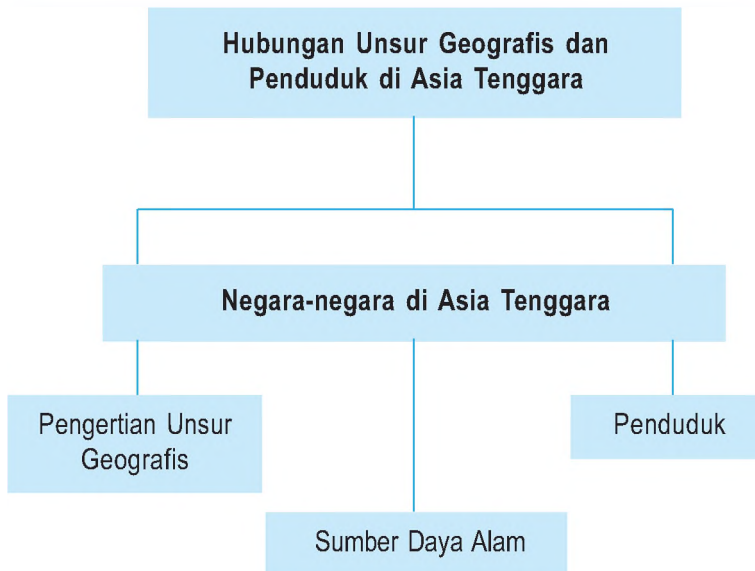 Hubungan Unsur Geografis dan
Penduduk di Asia Tenggara
Negara-negara di Asia Tenggara
Pengertian Unsur
Geografis
Penduduk
Sumber Daya Alam